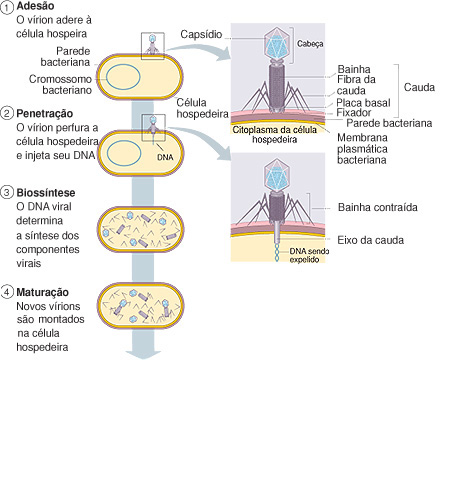 1 Adesão
O vírion adere à
célula hospeira
Parede
bacteriana
Cromossomo
bacteriano
2 Penetração
O vírion perfura a
célula hospedeira
e injeta seu DNA
Célula
hospedeira
DNA
3 Biossíntese
O DNA viral
determina
a síntese dos
componentes
virais
4 Maturação
Novos vírions
são montados
na célula
hospedeira
Capsídio
Cabeça
Bainha
Fibra da
cauda
Placa basal
Fixador
Cauda
Parede bacteriana
Citoplasma da célula
hospedeira
Membrana
plasmática
bacteriana
Bainha contraída
Eixo da cauda
DNA sendo
expelido